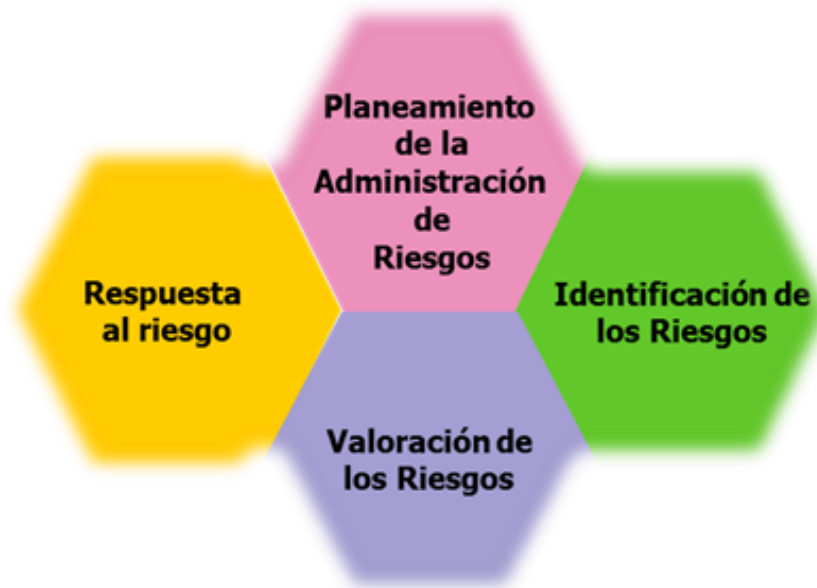 Planeamiento
de la
Administración
de
Riesgos
Respuesta
al riesgo
Identificación de
los Riesgos
Valoración de
los Riesgos